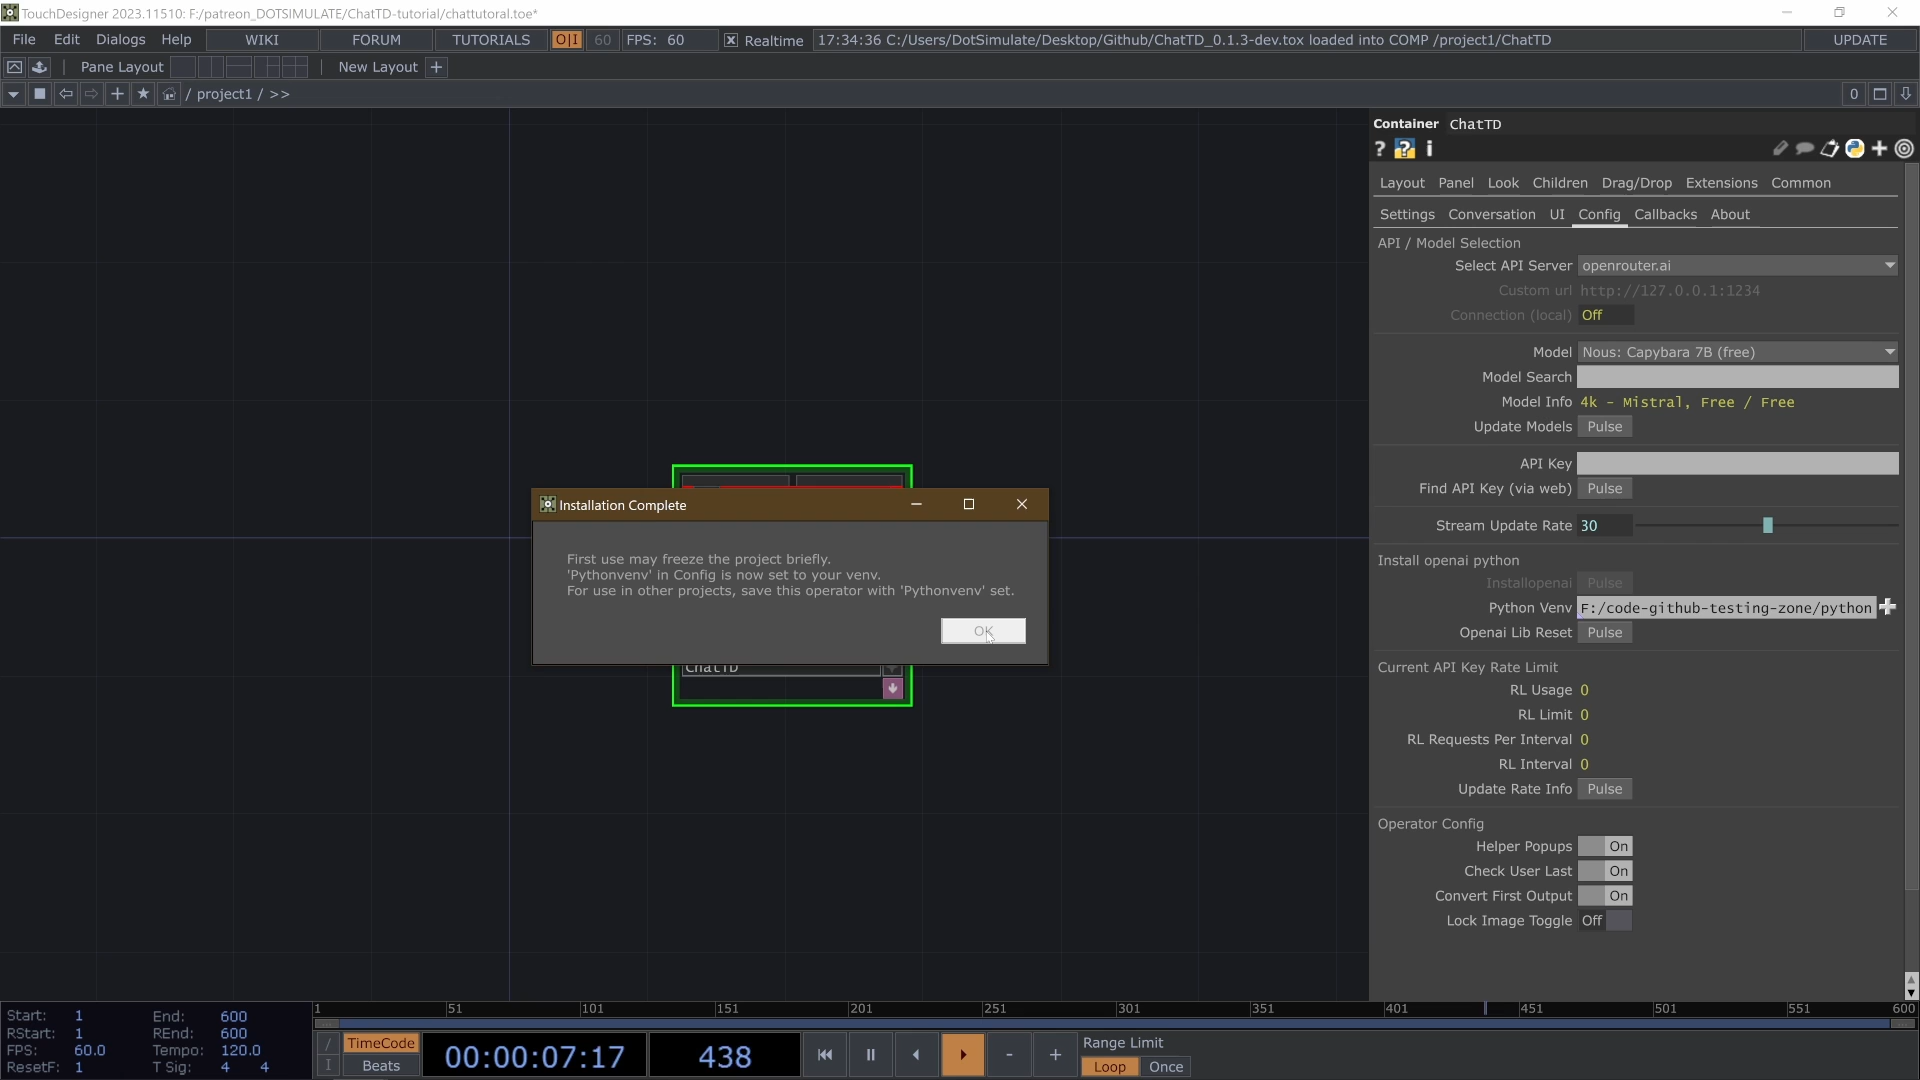 TouchDesigner 2023.11510: F:/patreon_DOTSIMULATE/ChatTD-tutorial/chattutoral.toe*
File Edit Dialogs Help WIKI FORUM TUTORIALS O|I 60 FPS: 60 Realtime 17:34:36 C:/Users/DotSimulate/Desktop/Github/ChatTD_0.1.3-dev.tox loaded into COMP /project1/ChatTD UPDATE
Pane Layout New Layout +
/ project1 / >> 0
Container ChatTD
Layout Panel Look Children Drag/Drop Extensions Common
Settings Conversation UI Config Callbacks About
API / Model Selection
Select API Server openrouter.ai
Custom url http://127.0.0.1:1234
Connection (local) Off
Model Nous: Capybara 7B (free)
Model Search
Model Info 4k - Mistral, Free / Free
Update Models Pulse
API Key
Find API Key (via web) Pulse
Stream Update Rate 30
Install openai python
Installopenai Pulse
Python Venv F:/code-github-testing-zone/python
Openai Lib Reset Pulse
Current API Key Rate Limit
RL Usage 0
RL Limit 0
RL Requests Per Interval 0
RL Interval 0
Update Rate Info Pulse
Operator Config
Helper Popups On
Check User Last On
Convert First Output On
Lock Image Toggle Off
Installation Complete
First use may freeze the project briefly.
'Pythonvenv' in Config is now set to your venv.
For use in other projects, save this operator with 'Pythonvenv' set.
OK
ChatTD
1 51 101 151 201 251 301 351 401 451 501 551 600
Start: 1 End: 600
RStart: 1 REnd: 600
FPS: 60.0 Tempo: 120.0
ResetF: 1 T Sig: 4 4
TimeCode
Beats
00:00:07:17 438
Range Limit
Loop Once